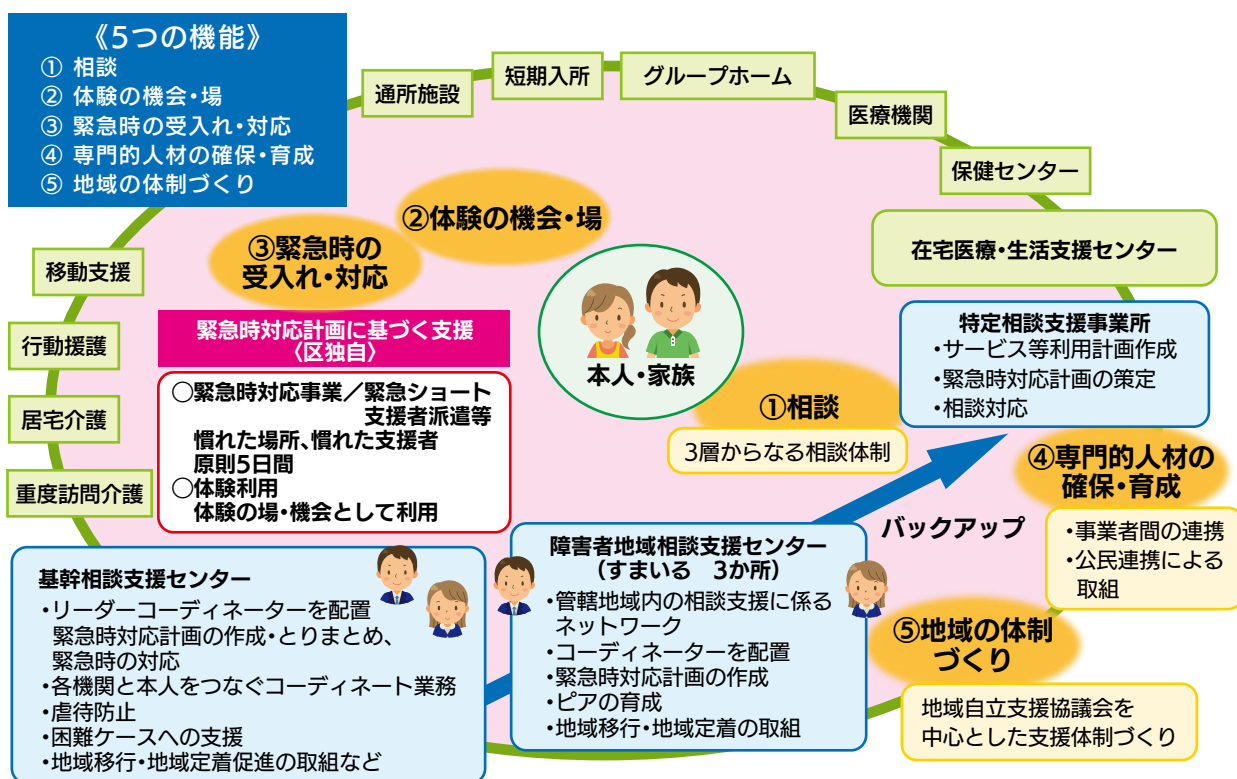 《5つの機能》
① 相談
② 体験の機会・場
③ 緊急時の受入れ・対応
④ 専門的人材の確保・育成
⑤ 地域の体制づくり
通所施設
短期入所
グループホーム
医療機関
保健センター
在宅医療・生活支援センター
移動支援
行動援護
居宅介護
重度訪問介護
②体験の機会・場
③緊急時の
受入れ・対応
緊急時対応計画に基づく支援
〈区独自〉
○緊急時対応事業／緊急ショート
支援者派遣等
慣れた場所、慣れた支援者
原則5日間
○体験利用
体験の場・機会として利用
本人・家族
①相談
3層からなる相談体制
特定相談支援事業所
・サービス等利用計画作成
・緊急時対応計画の策定
・相談対応
④専門的人材の
確保・育成
・事業者間の連携
・公民連携による
取組
バックアップ
基幹相談支援センター
・リーダーコーディネーターを配置
緊急時対応計画の作成・とりまとめ、
緊急時の対応
・各機関と本人をつなぐコーディネート業務
・虐待防止
・困難ケースへの支援
・地域移行・地域定着促進の取組など
障害者地域相談支援センター
（すまいる　3か所）
・管轄地域内の相談支援に係る
ネットワーク
・コーディネーターを配置
・緊急時対応計画の作成
・ピアの育成
・地域移行・地域定着の取組
⑤地域の体制
づくり
地域自立支援協議会を
中心とした支援体制づくり